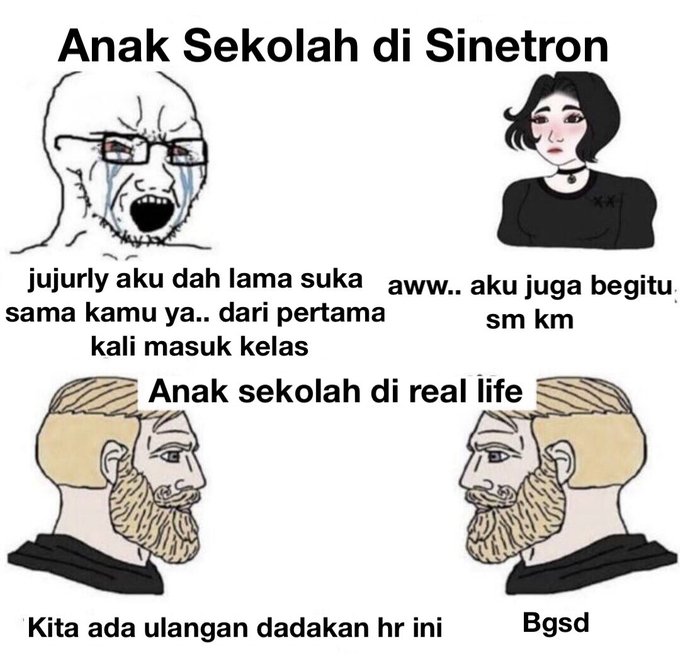 Anak Sekolah di Sinetron
jujurly aku dah lama suka
sama kamu ya.. dari pertama
kali masuk kelas
aww.. aku juga begitu
sm km
Anak sekolah di real life
Kita ada ulangan dadakan hr ini
Bgsd